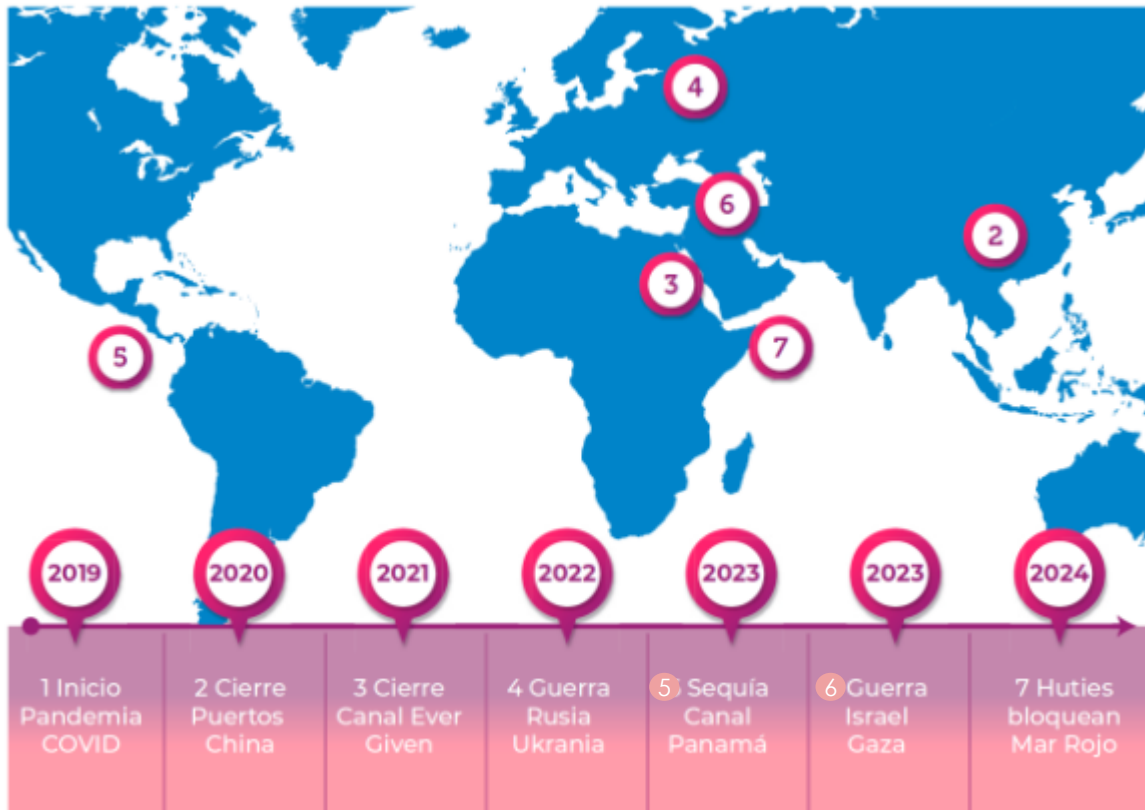 4
6
2
3
5
7
2019
2020
2021
2022
2023
2023
2024
1 Inicio
Pandemia
COVID
2 Cierre
Puertos
China
3 Cierre
Canal Ever
Given
4 Guerra
Rusia
Ukrania
5 Sequía
Canal
Panamá
6 Guerra
Israel
Gaza
7 Huties
bloquean
Mar Rojo